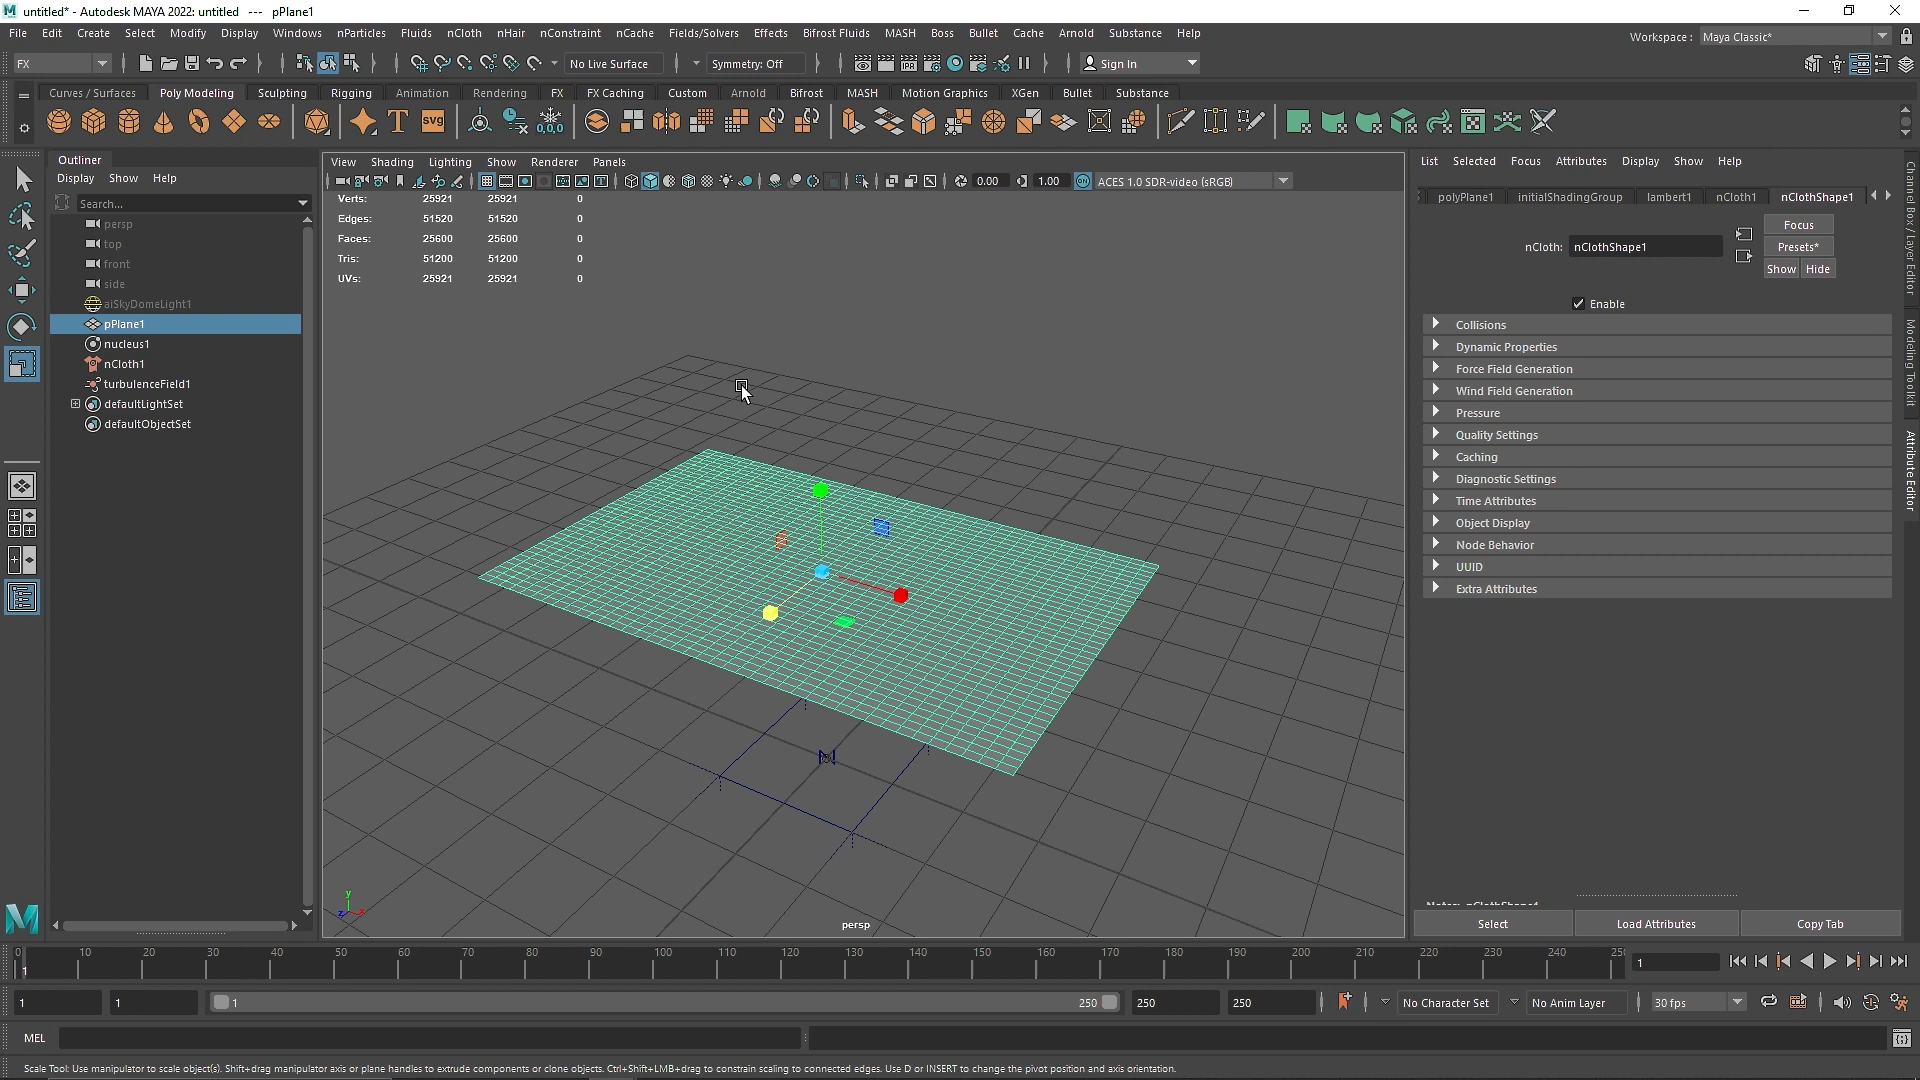 untitled* - Autodesk MAYA 2022: untitled --- pPlane1
File Edit Create Select Modify Display Windows nParticles Fluids nCloth nHair nConstraint nCache Fields/Solvers Effects Bifrost Fluids MASH Boss Bullet Cache Arnold Substance Help
Workspace : Maya Classic*
FX No Live Surface Symmetry: Off Sign In
Curves / Surfaces Poly Modeling Sculpting Rigging Animation Rendering FX FX Caching Custom Arnold Bifrost MASH Motion Graphics XGen Bullet Substance
Outliner
Display Show Help
Search...
persp
top
front
side
aiSkyDomeLight1
pPlane1
nucleus1
nCloth1
turbulenceField1
defaultLightSet
defaultObjectSet
View Shading Lighting Show Renderer Panels
0.00 1.00 ACES 1.0 SDR-video (sRGB)
Verts: 25921 25921 0
Edges: 51520 51520 0
Faces: 25600 25600 0
Tris: 51200 51200 0
UVs: 25921 25921 0
persp
List Selected Focus Attributes Display Show Help
polyPlane1 initialShadingGroup lambert1 nCloth1 nClothShape1
nCloth: nClothShape1
Focus
Presets*
Show Hide
Enable
Collisions
Dynamic Properties
Force Field Generation
Wind Field Generation
Pressure
Quality Settings
Caching
Diagnostic Settings
Time Attributes
Object Display
Node Behavior
UUID
Extra Attributes
Select Load Attributes Copy Tab
Channel Box / Layer Editor
Modeling Toolkit
Attribute Editor
0 10 20 30 40 50 60 70 80 90 100 110 120 130 140 150 160 170 180 190 200 210 220 230 240 25
1
1
1 1 1 250 250 250 No Character Set No Anim Layer 30 fps
MEL
Scale Tool: Use manipulator to scale object(s). Shift+drag manipulator axis or plane handles to extrude components or clone objects. Ctrl+Shift+LMB+drag to constrain scaling to connected edges. Use D or INSERT to change the pivot position and axis orientation.